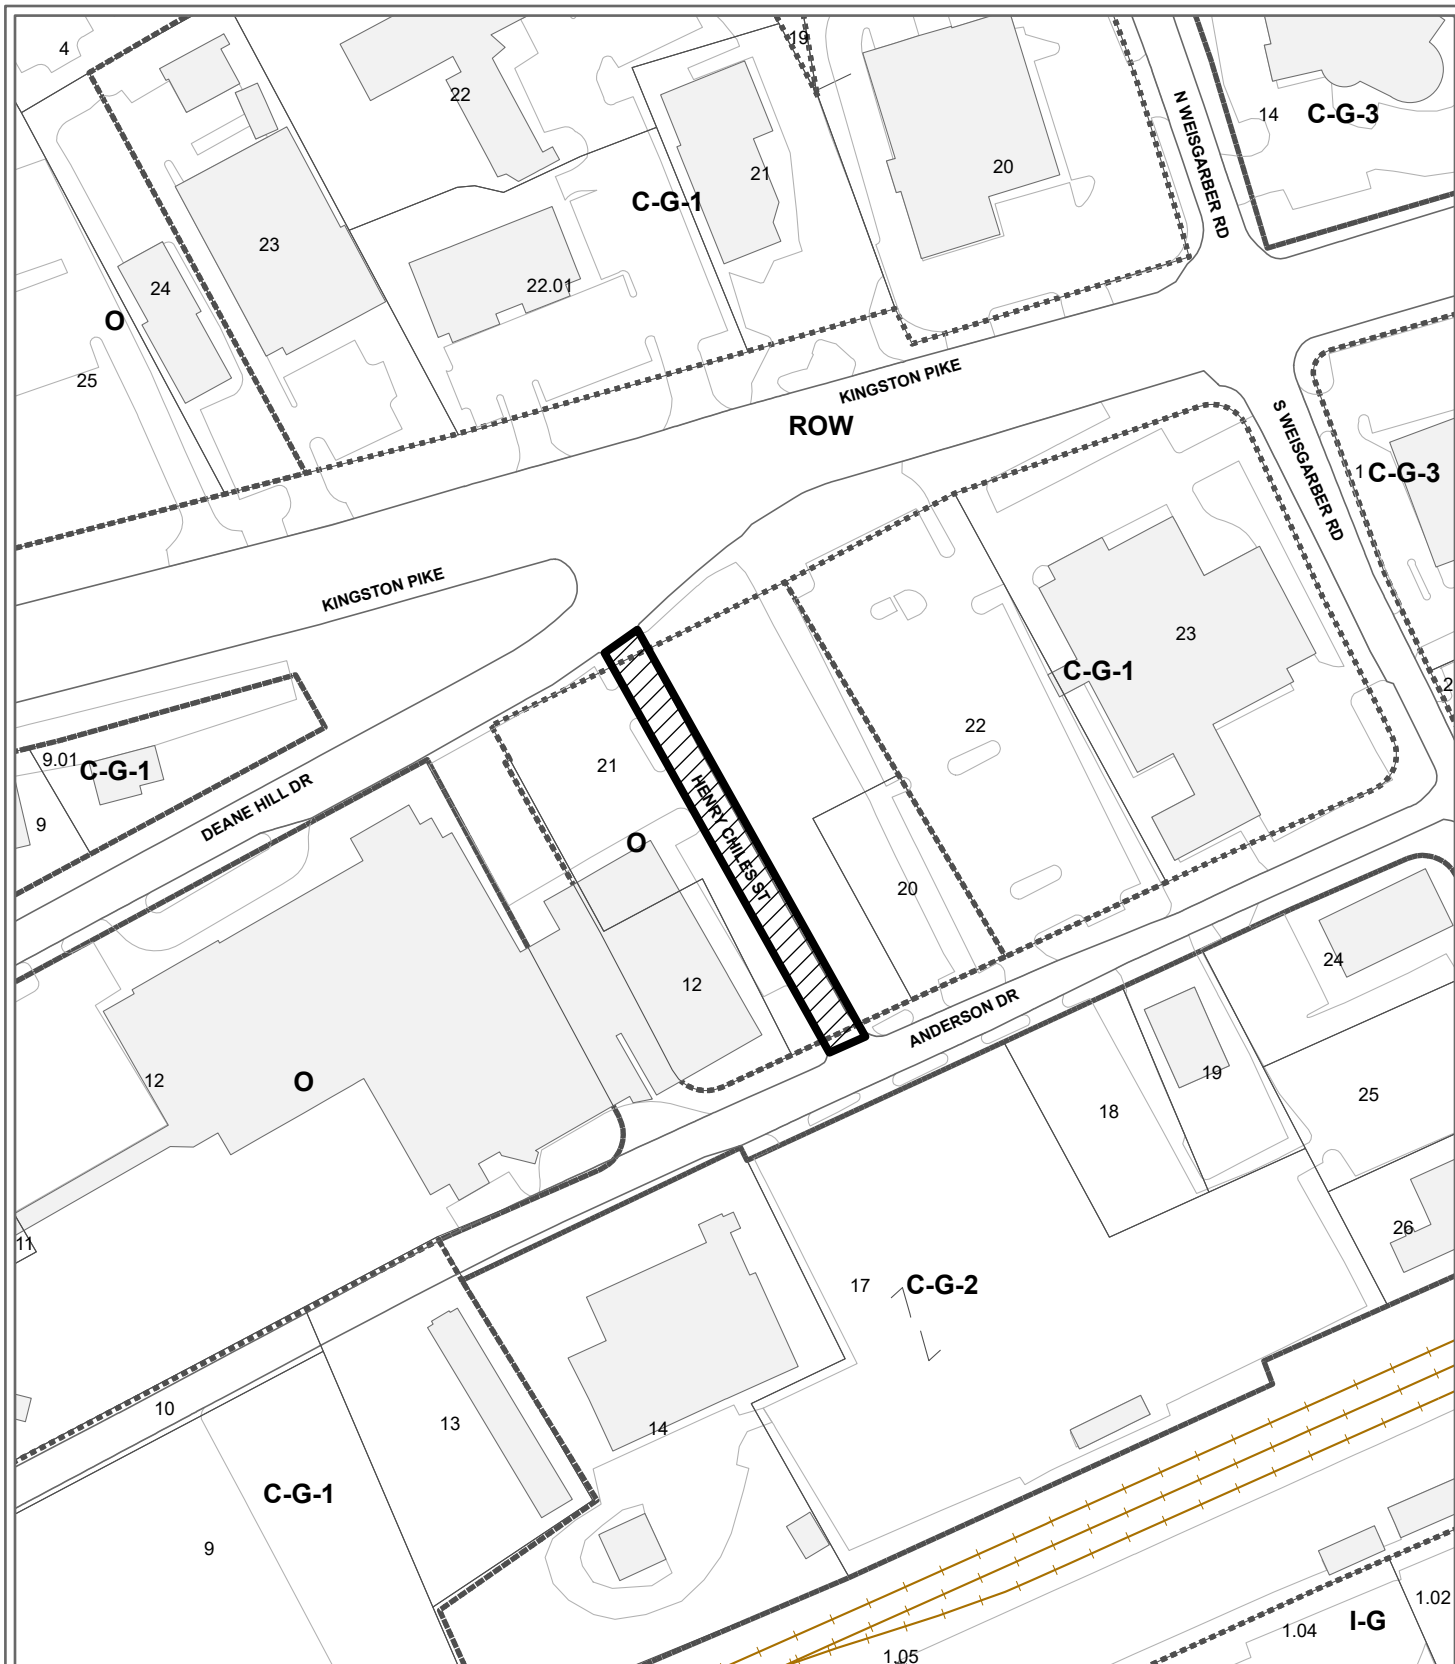 4
22
19
14
C-G-3
N WEISGARBER RD
21
20
C-G-1
23
24
22.01
O
25
KINGSTON PIKE
ROW
S WEISGARBER RD
1
C-G-3
KINGSTON PIKE
23
C-G-1
2
22
21
9.01
C-G-1
HENRY CHILES ST
DEANE HILL DR
9
O
20
24
12
ANDERSON DR
19
12
O
25
18
26
11
17
C-G-2
10
13
14
C-G-1
9
1.02
I-G
1.04
1.05